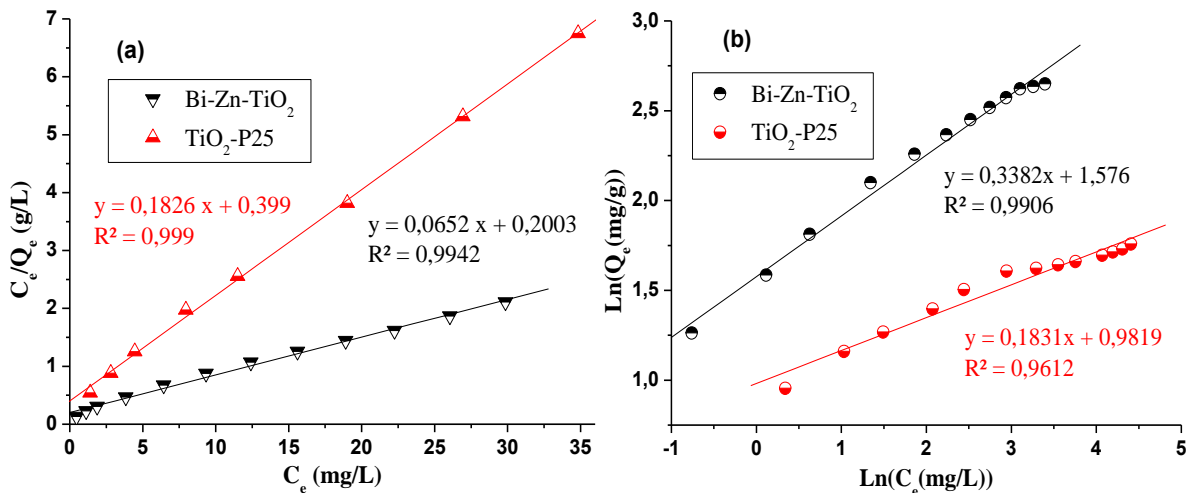 (a)
Bi-Zn-TiO₂
TiO₂-P25
y = 0,1826 x + 0,399
R² = 0,999
y = 0,0652 x + 0,2003
R² = 0,9942
Cₑ/Qₑ (g/L)
7
6
5
4
3
2
1
0
0 5 10 15 20 25 30 35
Cₑ (mg/L)
(b)
Bi-Zn-TiO₂
TiO₂-P25
y = 0,3382x + 1,576
R² = 0,9906
y = 0,1831x + 0,9819
R² = 0,9612
Ln(Qₑ(mg/g))
3,0
2,5
2,0
1,5
1,0
-1 0 1 2 3 4 5
Ln(Cₑ(mg/L))